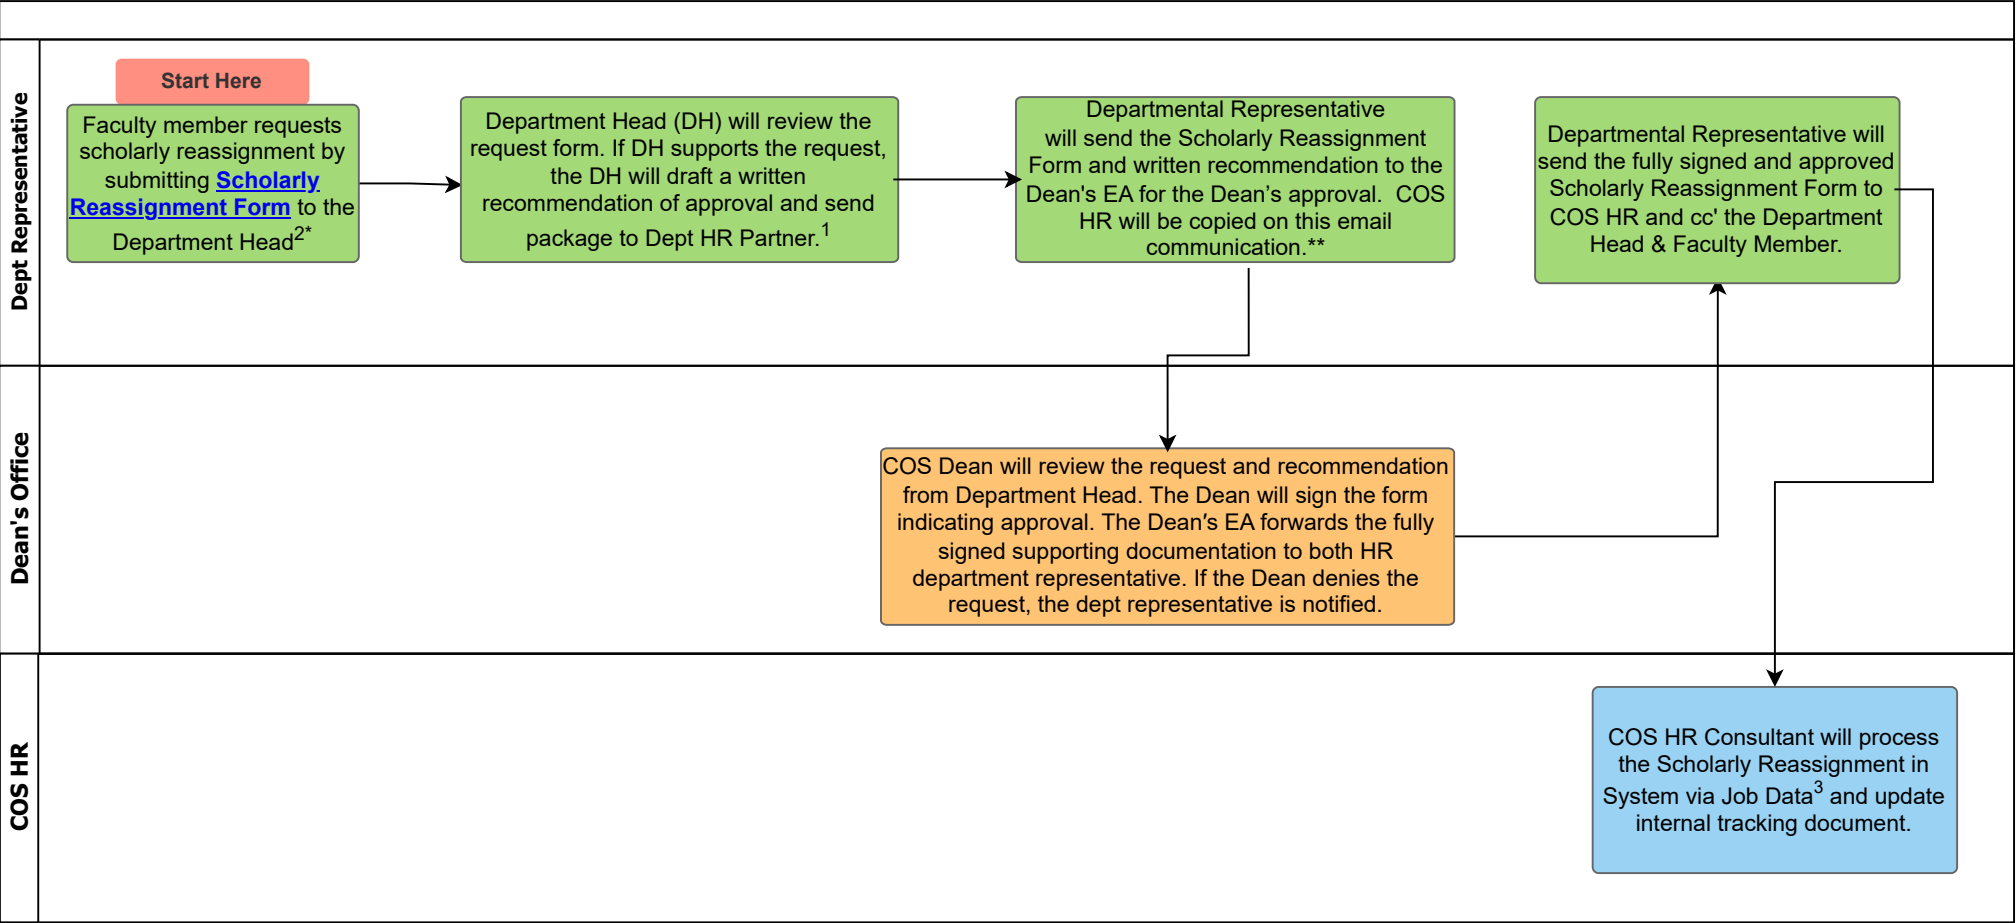 Dept Representative
Start Here
Faculty member requests
scholarly reassignment by
submitting Scholarly
Reassignment Form to the
Department Head2*
Department Head (DH) will review the
request form. If DH supports the request,
the DH will draft a written
recommendation of approval and send
package to Dept HR Partner.1
Departmental Representative
will send the Scholarly Reassignment
Form and written recommendation to the
Dean's EA for the Dean’s approval.  COS
HR will be copied on this email
communication.**
Departmental Representative will
send the fully signed and approved
Scholarly Reassignment Form to
COS HR and cc' the Department
Head & Faculty Member.
Dean's Office
COS Dean will review the request and recommendation
from Department Head. The Dean will sign the form
indicating approval. The Dean's EA forwards the fully
signed supporting documentation to both HR
department representative. If the Dean denies the
request, the dept representative is notified.
COS HR
COS HR Consultant will process
the Scholarly Reassignment in
System via Job Data3 and update
internal tracking document.